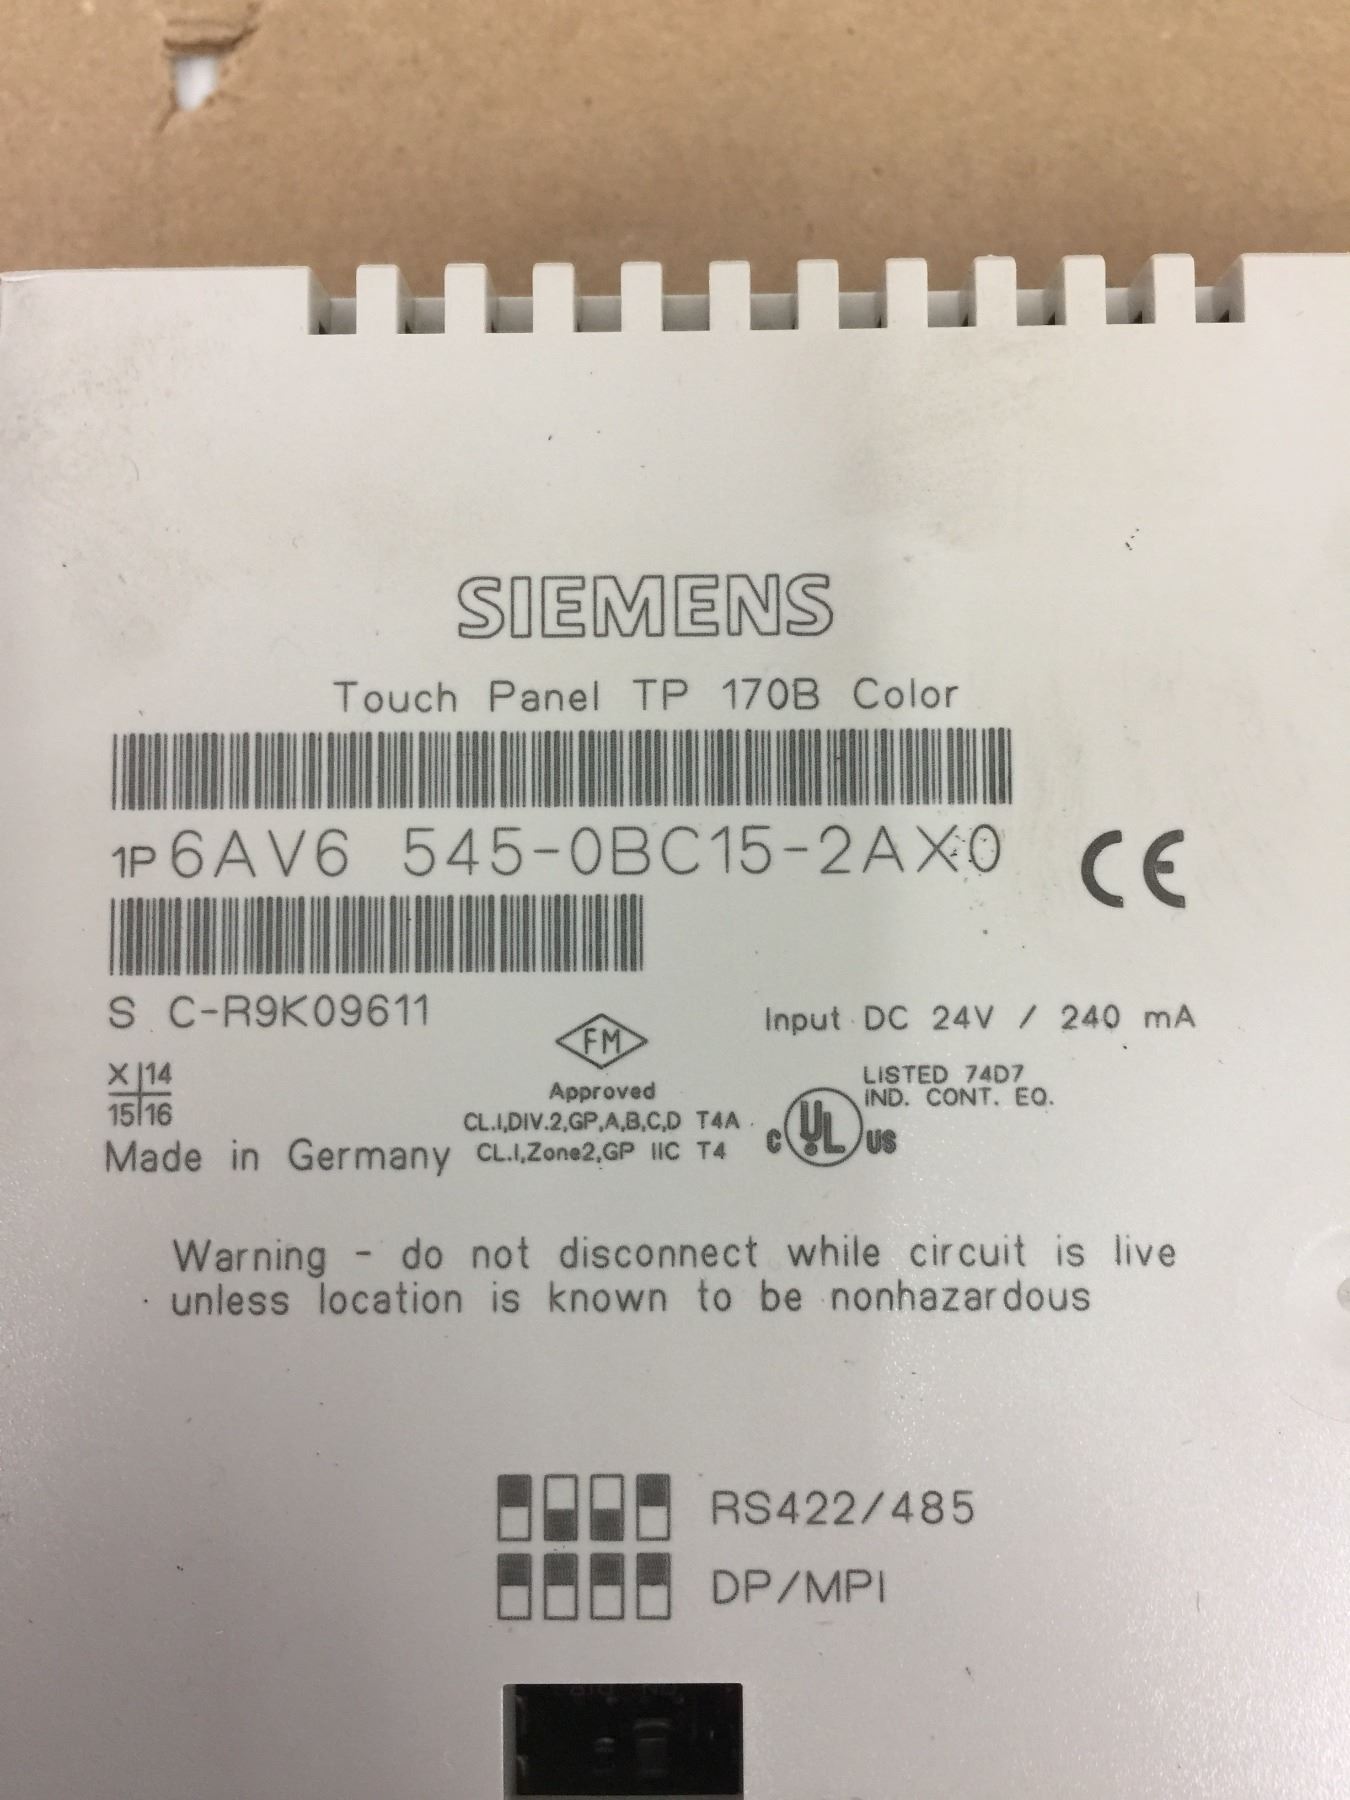 SIEMENS
Touch Panel TP 170B Color
1P 6AV6 545-0BC15-2AX0
CE
S C-R9K09611
Input DC 24V / 240 mA
FM
X 14
15 16
Approved
CL.I,DIV.2,GP,A,B,C,D T4A
CL.I,Zone2,GP IIC T4
LISTED 74D7
IND. CONT. EQ.
C UL US
Made in Germany
Warning - do not disconnect while circuit is live
unless location is known to be nonhazardous
RS422/485
DP/MPI